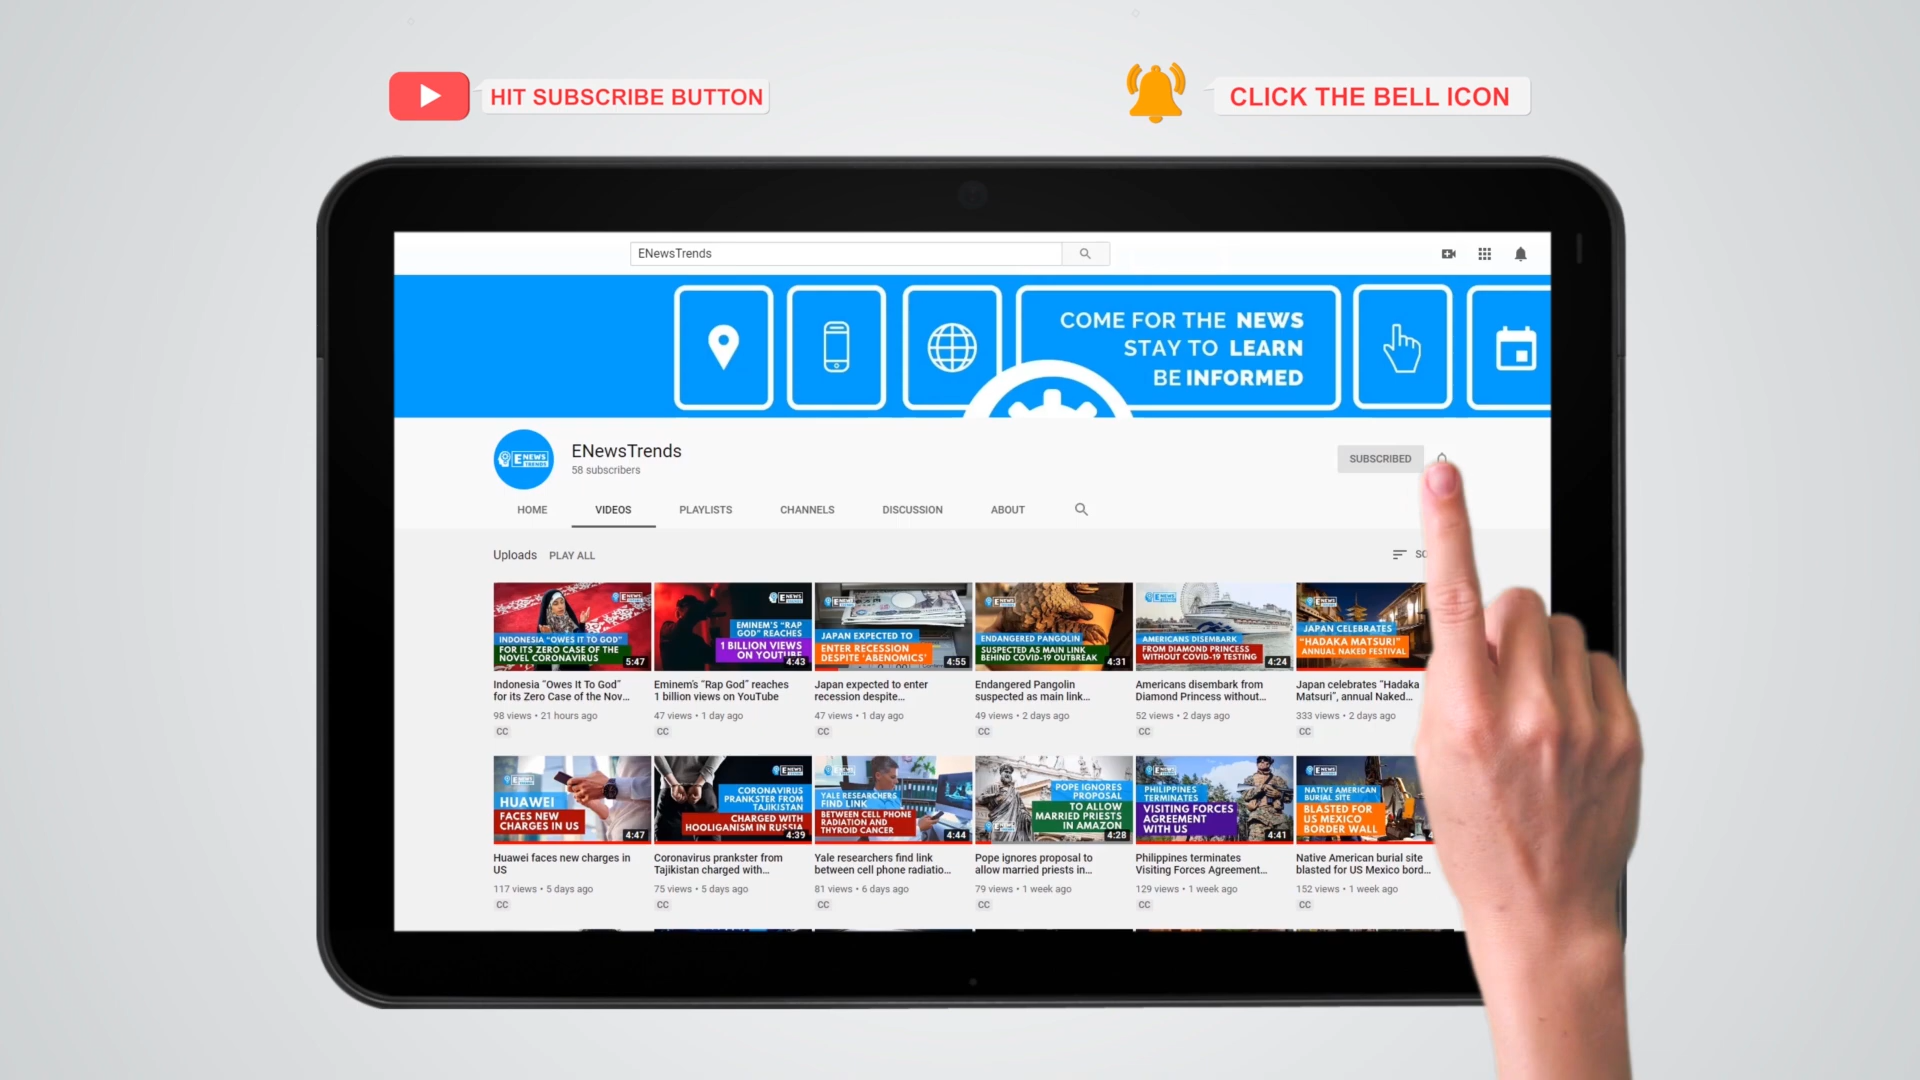 HIT SUBSCRIBE BUTTON
CLICK THE BELL ICON
ENewsTrends
COME FOR THE NEWS
STAY TO LEARN
BE INFORMED
E NEWS
TRENDS
ENewsTrends
58 subscribers
SUBSCRIBED
HOME VIDEOS PLAYLISTS CHANNELS DISCUSSION ABOUT
Uploads PLAY ALL
INDONESIA "OWES IT TO GOD"
FOR ITS ZERO CASE OF THE
NOVEL CORONAVIRUS
5:47
EMINEM'S "RAP
GOD" REACHES
1 BILLION VIEWS
ON YOUTUBE
4:43
JAPAN EXPECTED TO
ENTER RECESSION
DESPITE 'ABENOMICS'
4:55
ENDANGERED PANGOLIN
SUSPECTED AS MAIN LINK
BEHIND COVID-19 OUTBREAK
4:31
AMERICANS DISEMBARK
FROM DIAMOND PRINCESS
WITHOUT COVID-19 TESTING
4:24
JAPAN CELEBRATES
"HADAKA MATSURI"
ANNUAL NAKED FESTIVAL
Indonesia "Owes It To God"
for its Zero Case of the Nov...
98 views • 21 hours ago
CC
Eminem's "Rap God" reaches
1 billion views on YouTube
47 views • 1 day ago
CC
Japan expected to enter
recession despite...
47 views • 1 day ago
CC
Endangered Pangolin
suspected as main link...
49 views • 2 days ago
CC
Americans disembark from
Diamond Princess without...
52 views • 2 days ago
CC
Japan celebrates "Hadaka
Matsuri", annual Naked...
333 views • 2 days ago
CC
HUAWEI
FACES NEW
CHARGES IN US
4:47
CORONAVIRUS
PRANKSTER FROM
TAJIKISTAN
CHARGED WITH
HOOLIGANISM IN RUSSIA
4:39
YALE RESEARCHERS
FIND LINK
BETWEEN CELL PHONE
RADIATION AND
THYROID CANCER
4:44
POPE IGNORES
PROPOSAL
TO ALLOW
MARRIED PRIESTS
IN AMAZON
4:28
PHILIPPINES
TERMINATES
VISITING FORCES
AGREEMENT
WITH US
4:41
NATIVE AMERICAN
BURIAL SITE
BLASTED FOR
US MEXICO
BORDER WALL
Huawei faces new charges in
US
117 views • 5 days ago
CC
Coronavirus prankster from
Tajikistan charged with...
75 views • 5 days ago
CC
Yale researchers find link
between cell phone radiatio...
81 views • 6 days ago
CC
Pope ignores proposal to
allow married priests in...
79 views • 1 week ago
CC
Philippines terminates
Visiting Forces Agreement...
129 views • 1 week ago
CC
Native American burial site
blasted for US Mexico bord...
152 views • 1 week ago
CC